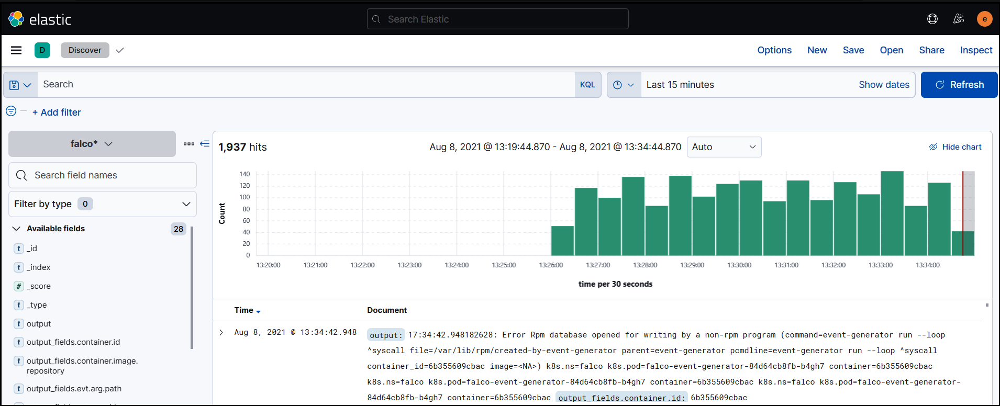 elastic
Search Elastic
e
D
Discover
Options
New
Save
Open
Share
Inspect
Search
KQL
Last 15 minutes
Show dates
Refresh
+ Add filter
falco*
Search field names
Filter by type 0
Available fields 28
t _id
t _index
# _score
t _type
t output
t output_fields.container.id
t output_fields.container.image.
repository
t output_fields.evt.arg.path
1,937 hits
Aug 8, 2021 @ 13:19:44.870 - Aug 8, 2021 @ 13:34:44.870
Auto
Hide chart
Count
140
120
100
80
60
40
20
0
13:20:00 13:21:00 13:22:00 13:23:00 13:24:00 13:25:00 13:26:00 13:27:00 13:28:00 13:29:00 13:30:00 13:31:00 13:32:00 13:33:00 13:34:00
time per 30 seconds
Time Document
Aug 8, 2021 @ 13:34:42.948
output: 17:34:42.948182628: Error Rpm database opened for writing by a non-rpm program (command=event-generator run --loop
^syscall file=/var/lib/rpm/created-by-event-generator parent=event-generator pcmdline=event-generator run --loop ^syscall
container_id=6b355609cbac image=<NA>) k8s.ns=falco k8s.pod=falco-event-generator-84d64cb8fb-b4gh7 container=6b355609cbac
k8s.ns=falco k8s.pod=falco-event-generator-84d64cb8fb-b4gh7 container=6b355609cbac k8s.ns=falco k8s.pod=falco-event-generator-
84d64cb8fb-b4gh7 container=6b355609cbac output_fields.container.id: 6b355609cbac